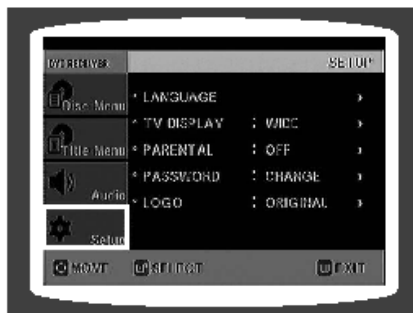 DVD RECEIVER SETUP
Disc Menu
Title Menu
Audio
Setup
• LANGUAGE
• TV DISPLAY : WIDE
• PARENTAL : OFF
• PASSWORD : CHANGE
• LOGO : ORIGINAL
MOVE SELECT EXIT